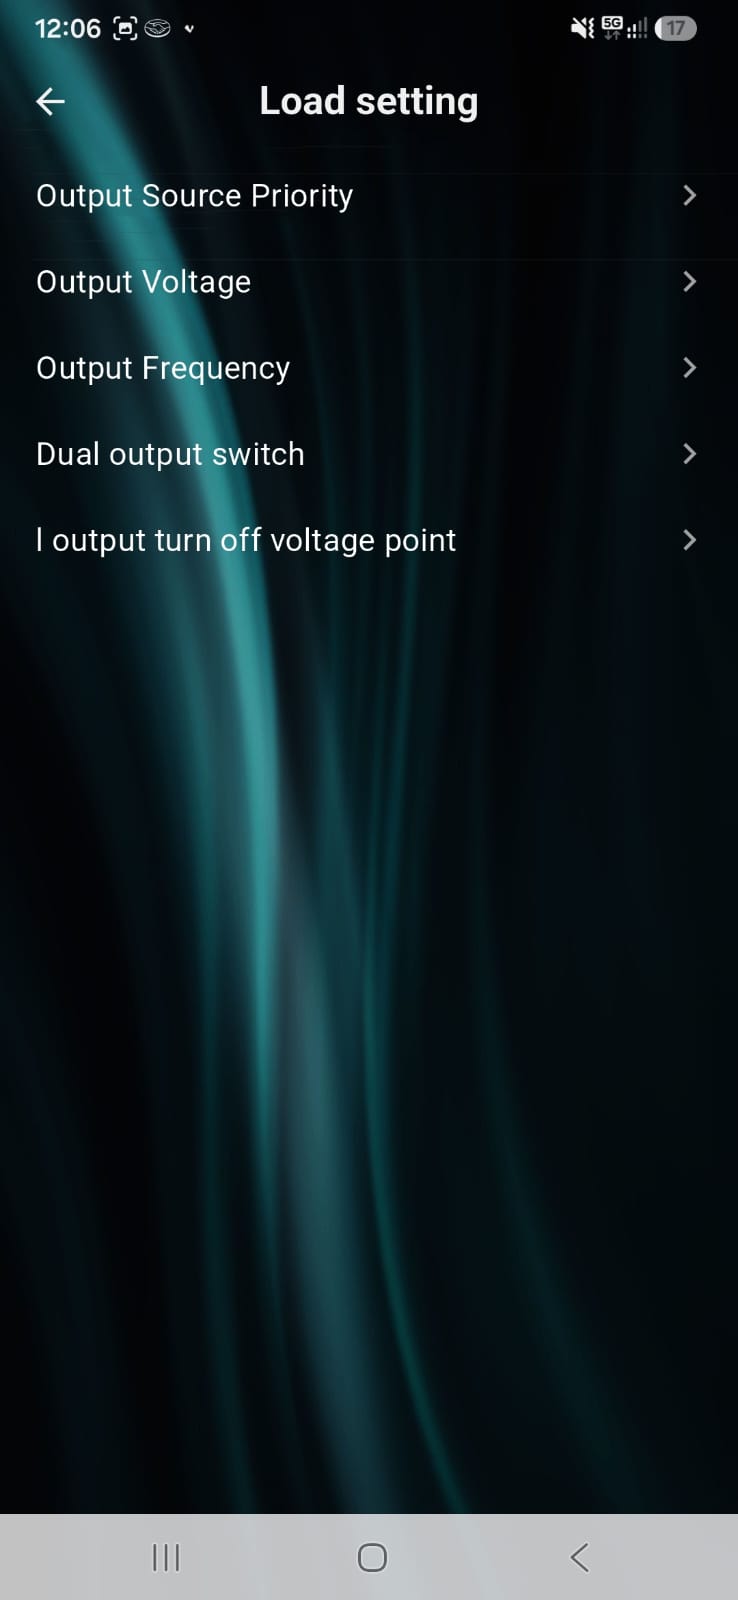 12:06
5G
17
Load setting
Output Source Priority
Output Voltage
Output Frequency
Dual output switch
l output turn off voltage point